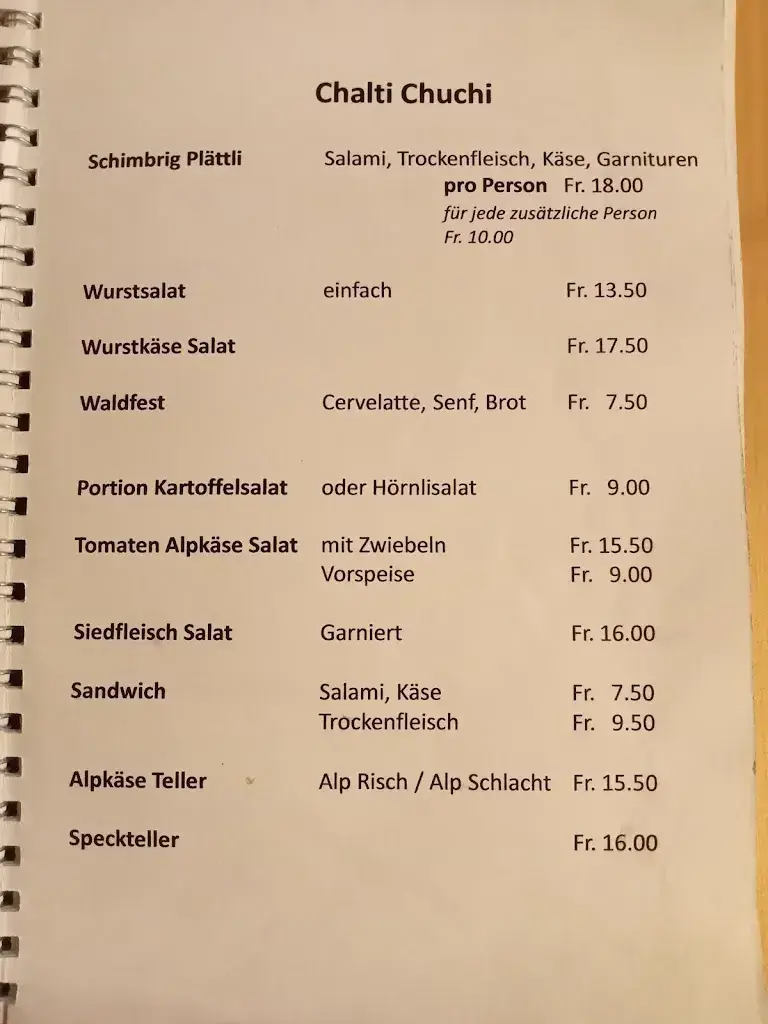 Chalti Chuchi
Schimbrig Plättli Salami, Trockenfleisch, Käse, Garnituren
pro Person Fr. 18.00
für jede zusätzliche Person
Fr. 10.00
Wurstsalat einfach Fr. 13.50
Wurstkäse Salat Fr. 17.50
Waldfest Cervelatte, Senf, Brot Fr. 7.50
Portion Kartoffelsalat oder Hörnlisalat Fr. 9.00
Tomaten Alpkäse Salat mit Zwiebeln Fr. 15.50
Vorspeise Fr. 9.00
Siedfleisch Salat Garniert Fr. 16.00
Sandwich Salami, Käse Fr. 7.50
Trockenfleisch Fr. 9.50
Alpkäse Teller Alp Risch / Alp Schlacht Fr. 15.50
Speckteller Fr. 16.00